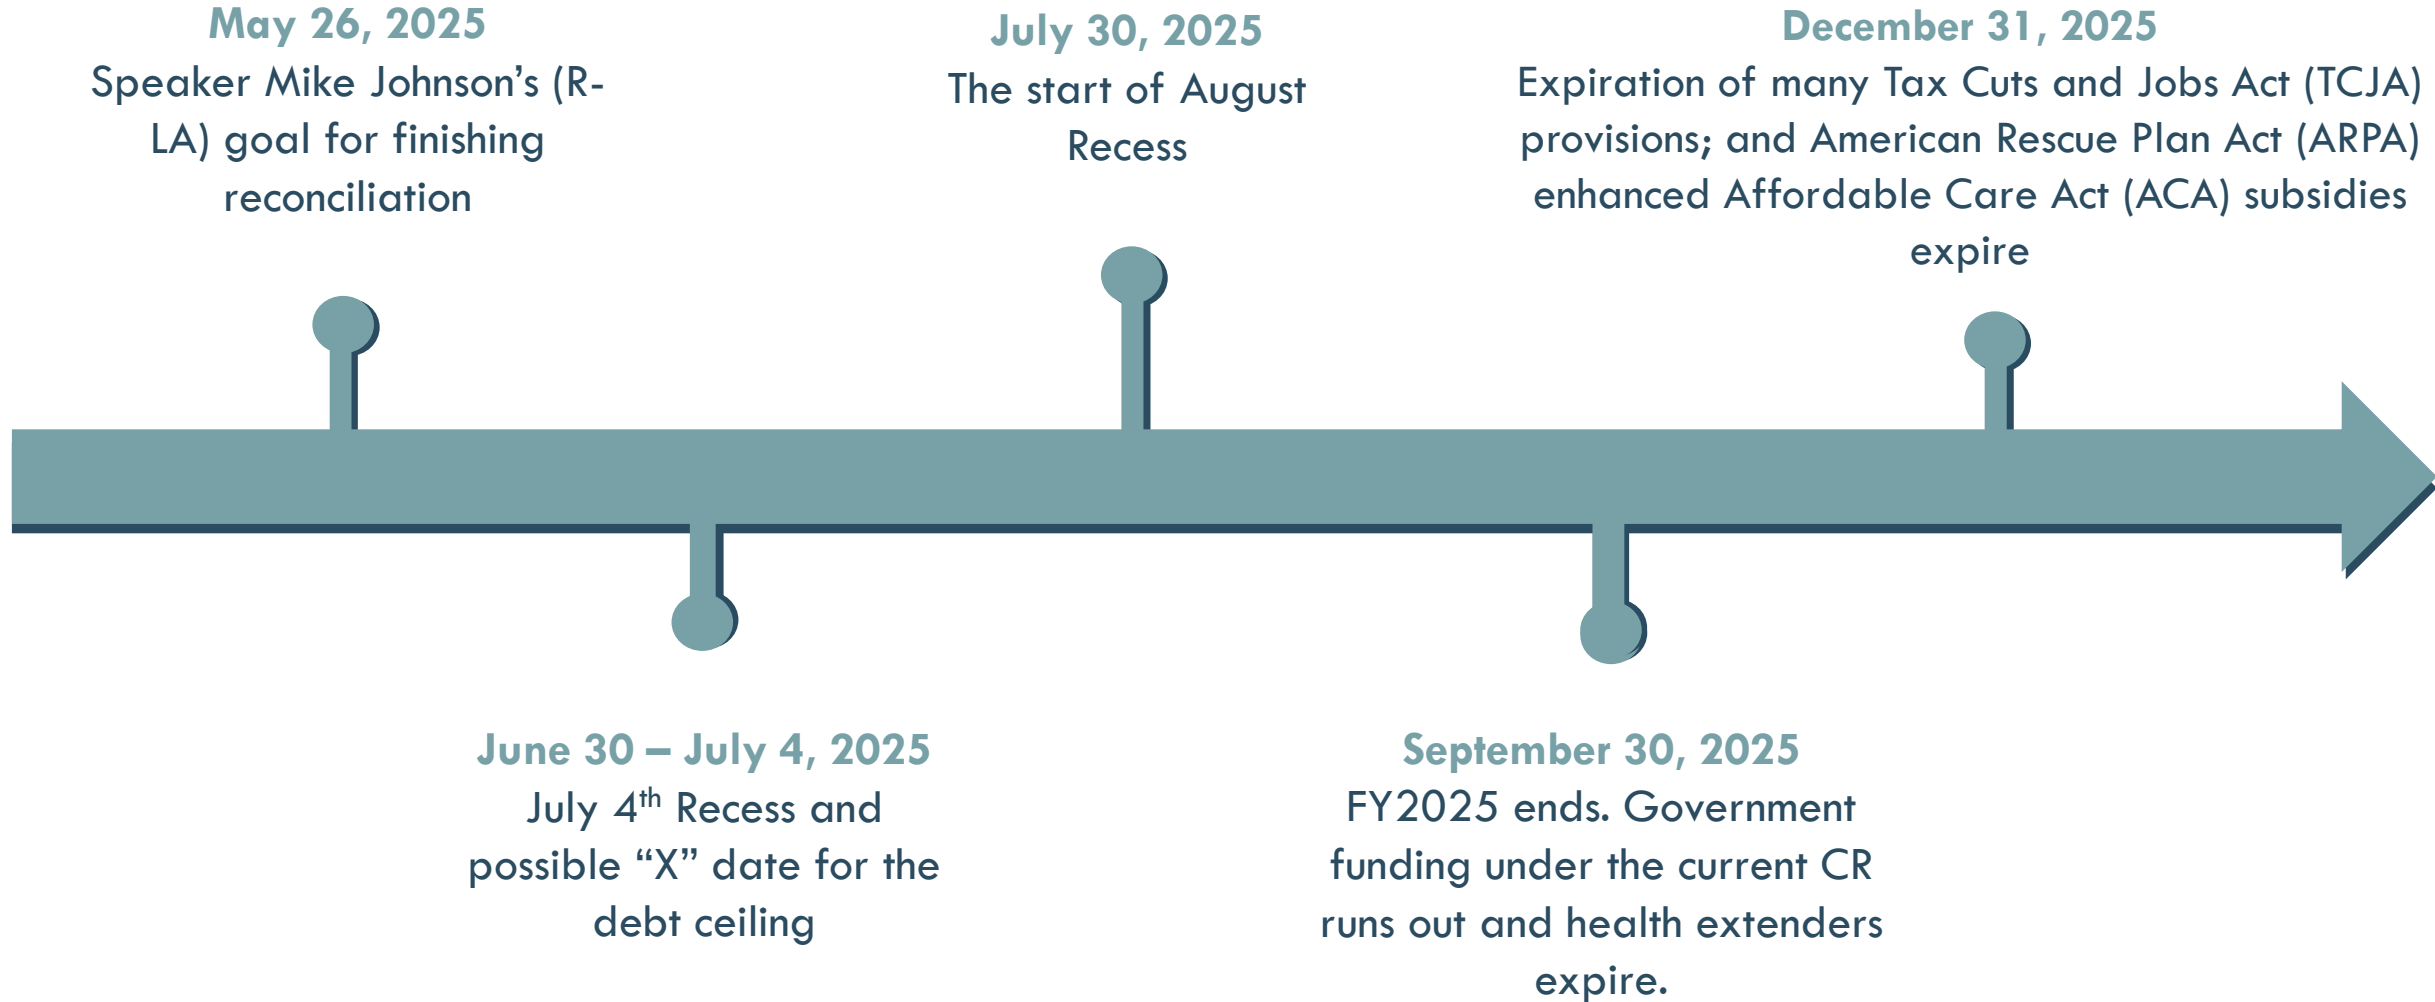 May 26, 2025
Speaker Mike Johnson’s (R-
LA) goal for finishing
reconciliation
June 30 – July 4, 2025
July 4th Recess and
possible “X” date for the
debt ceiling
July 30, 2025
The start of August
Recess
September 30, 2025
FY2025 ends. Government
funding under the current CR
runs out and health extenders
expire.
December 31, 2025
Expiration of many Tax Cuts and Jobs Act (TCJA)
provisions; and American Rescue Plan Act (ARPA)
enhanced Affordable Care Act (ACA) subsidies
expire